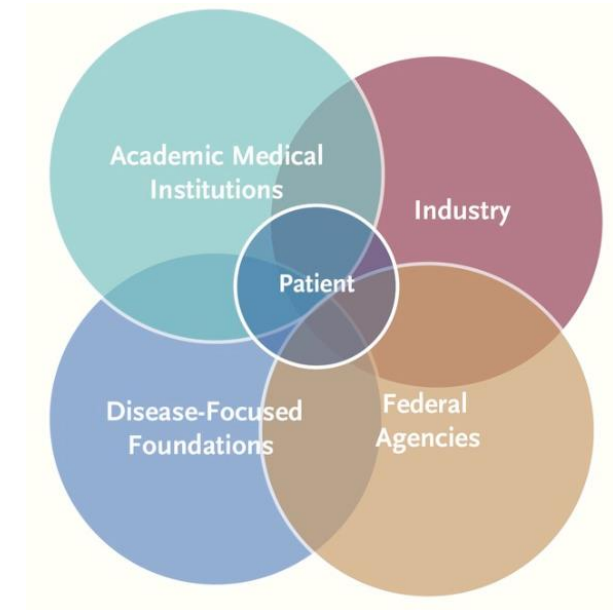 Academic Medical
Institutions
Industry
Patient
Disease-Focused
Foundations
Federal
Agencies